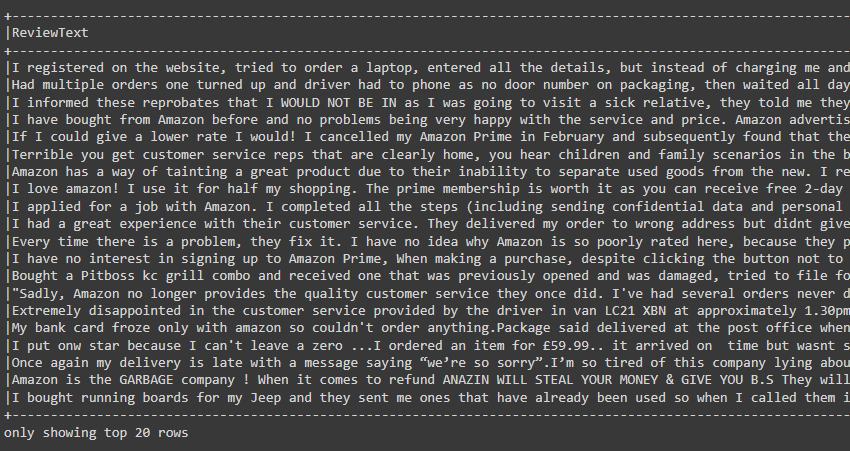 |ReviewText
|I registered on the website, tried to order a laptop, entered all the details, but instead of charging me and
|Had multiple orders one turned up and driver had to phone as no door number on packaging, then waited all day
|I informed these reprobates that I WOULD NOT BE IN as I was going to visit a sick relative, they told me they
|I have bought from Amazon before and no problems being very happy with the service and price. Amazon advertis
|If I could give a lower rate I would! I cancelled my Amazon Prime in February and subsequently found that the
|Terrible you get customer service reps that are clearly home, you hear children and family scenarios in the b
|Amazon has a way of tainting a great product due to their inability to separate used goods from the new. I re
|I love amazon! I use it for half my shopping. The prime membership is worth it as you can receive free 2-day
|I applied for a job with Amazon. I completed all the steps (including sending confidential data and personal
|I had a great experience with their customer service. They delivered my order to wrong address but didnt give
|Every time there is a problem, they fix it. I have no idea why Amazon is so poorly rated here, because they p
|I have no interest in signing up to Amazon Prime, When making a purchase, despite clicking the button not to
|Bought a Pitboss kc grill combo and received one that was previously opened and was damaged, tried to file fo
|"Sadly, Amazon no longer provides the quality customer service they once did. I've had several orders never d
|Extremely disappointed in the customer service provided by the driver in van LC21 XBN at approximately 1.30pm
|My bank card froze only with amazon so couldn't order anything.Package said delivered at the post office when
|I put onw star because I can't leave a zero ...I ordered an item for £59.99.. it arrived on  time but wasnt s
|Once again my delivery is late with a message saying “we’re so sorry”.I’m so tired of this company lying abou
|Amazon is the GARBAGE company ! When it comes to refund ANAZIN WILL STEAL YOUR MONEY & GIVE YOU B.S They will
|I bought running boards for my Jeep and they sent me ones that have already been used so when I called them i
only showing top 20 rows